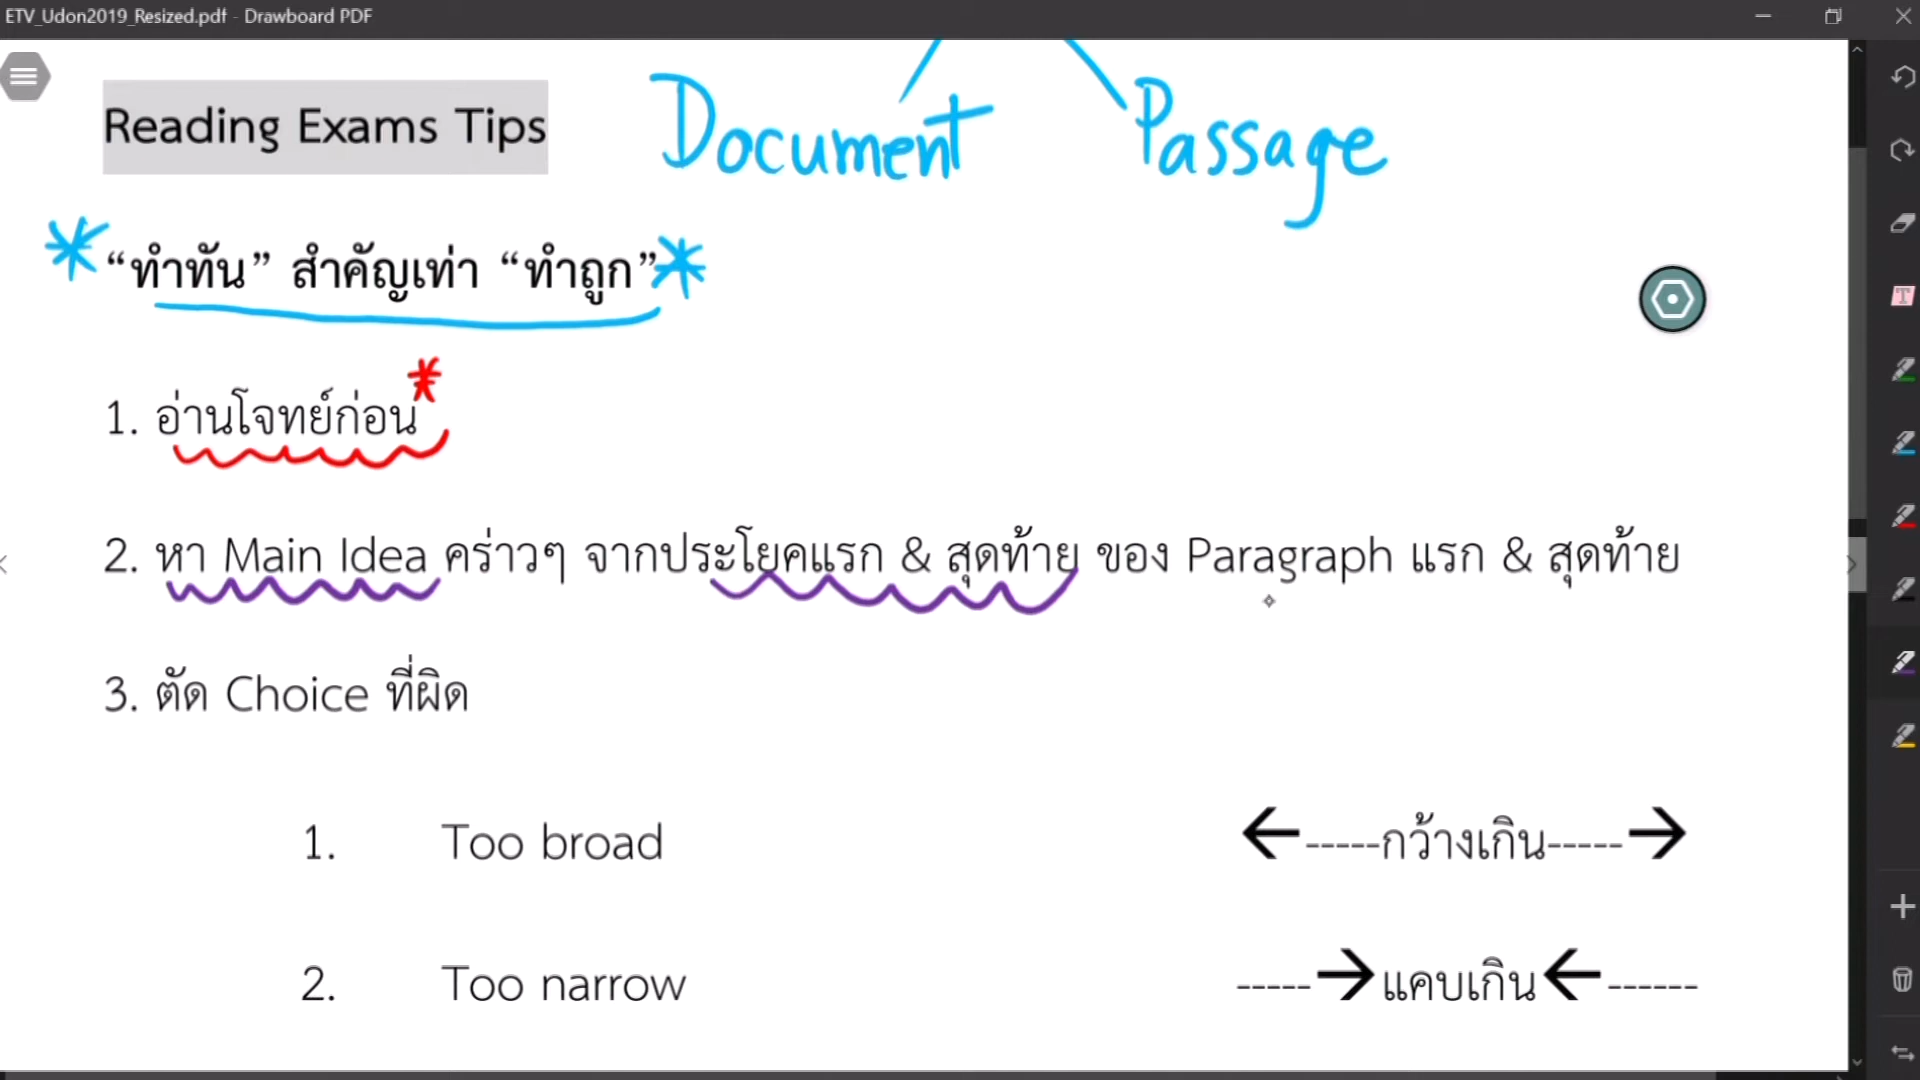 ETV_Udon2019_Resized.pdf - Drawboard PDF
Reading Exams Tips
Document Passage
“ทำทัน” สำคัญเท่า “ทำถูก”
1. อ่านโจทย์ก่อน
2. หา Main Idea คร่าวๆ จากประโยคแรก & สุดท้าย ของ Paragraph แรก & สุดท้าย
3. ตัด Choice ที่ผิด
1. Too broad ←-----กว้างเกิน-----→
2. Too narrow -----→แคบเกิน←------